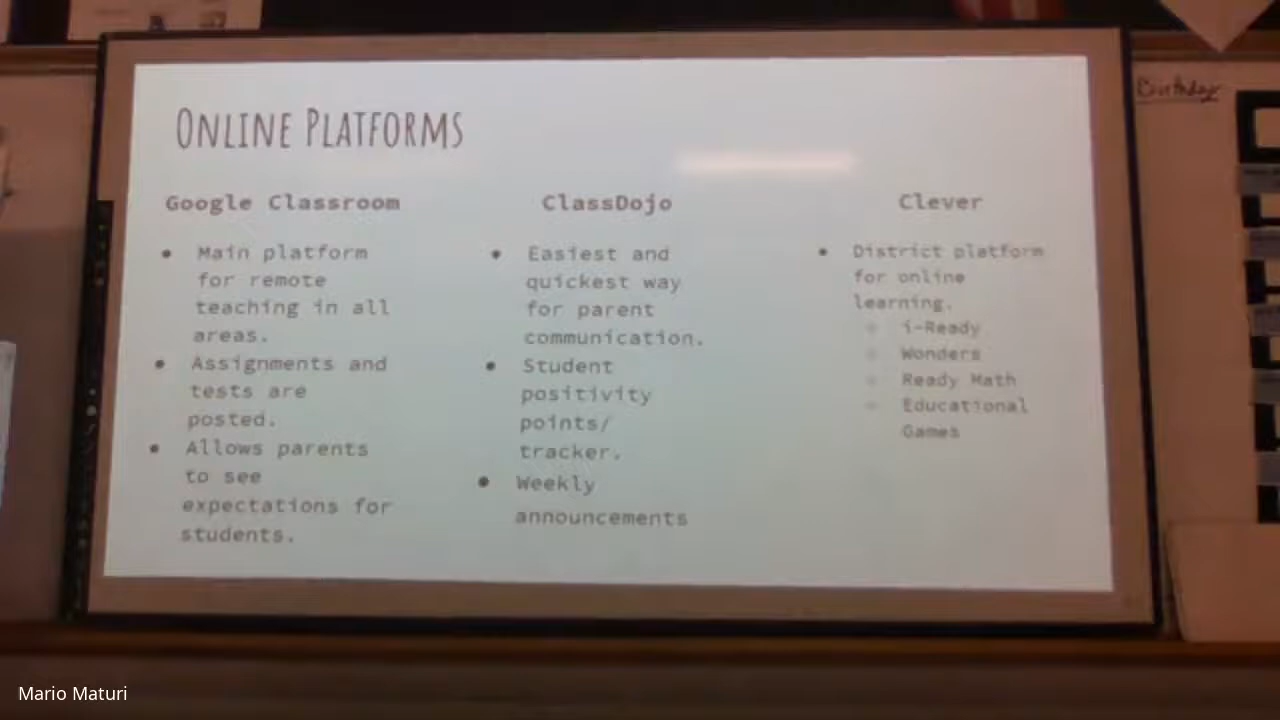 Online Platforms
Google Classroom
● Main platform
for remote
teaching in all
areas.
● Assignments and
tests are
posted.
● Allows parents
to see
expectations for
students.
ClassDojo
● Easiest and
quickest way
for parent
communication.
● Student
positivity
points/
tracker.
● Weekly
announcements
Clever
● District platform
for online
learning.
○ i-Ready
○ Wonders
○ Ready Math
○ Educational
Games
Birthday
Mario Maturi